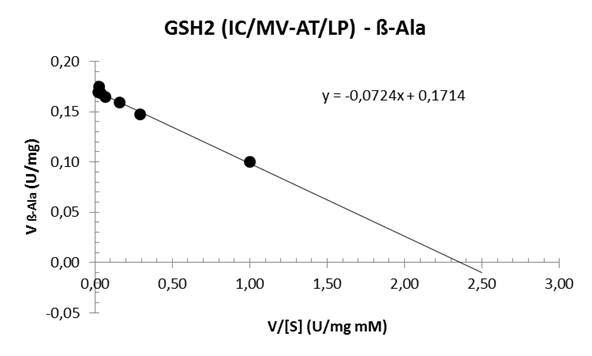 GSH2 (IC/MV-AT/LP) - ß-Ala
0,20
y = -0,0724x + 0,1714
0,15
0,10
0,05
0,00
-0,05
V ß-Ala (U/mg)
0,00 0,50 1,00 1,50 2,00 2,50 3,00
V/[S] (U/mg mM)